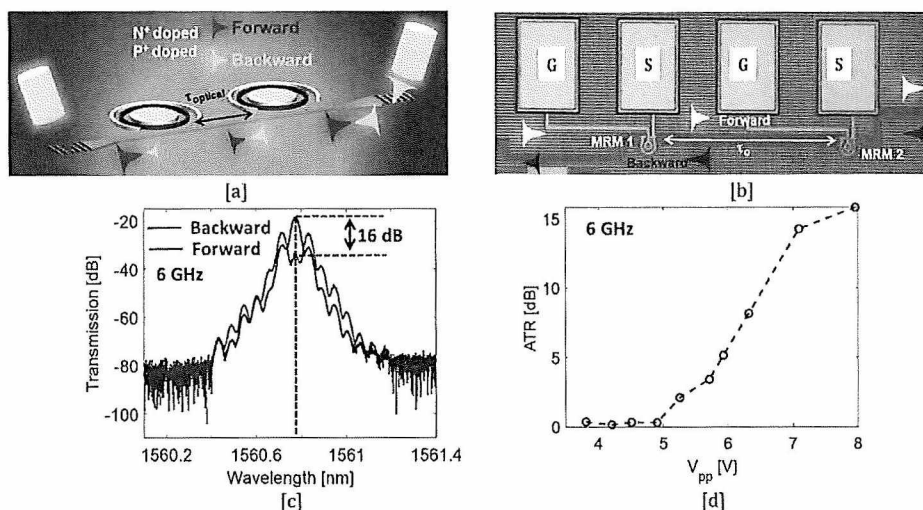 N+ doped
P+ doped
Forward
Backward
τoptical
[a]
G
S
G
S
Forward
MRM 1
τo
MRM 2
Backward
[b]
Backward
Forward
6 GHz
16 dB
Transmission [dB]
-20
-40
-60
-80
-100
1560.2
1560.6
1561
1561.4
Wavelength [nm]
[c]
6 GHz
ATR [dB]
15
10
5
0
4
5
6
7
8
Vpp [V]
[d]